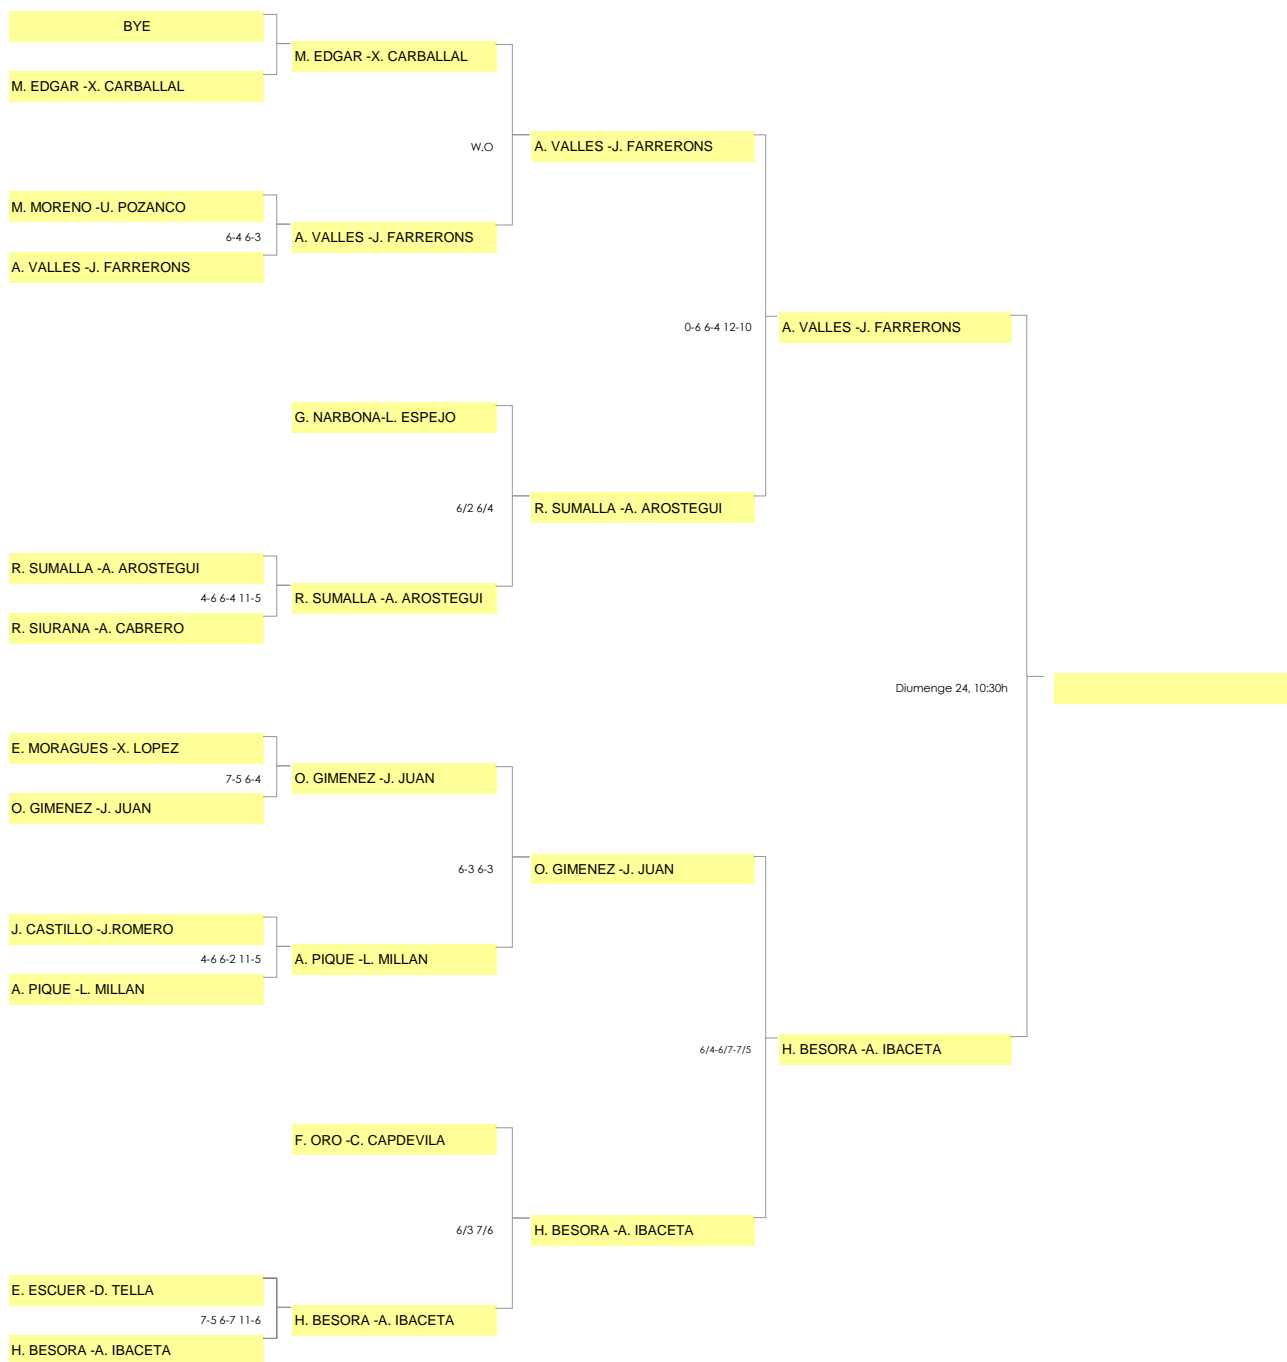 BYE
M. EDGAR -X. CARBALLAL
M. EDGAR -X. CARBALLAL
W.O
A. VALLES -J. FARRERONS
M. MORENO -U. POZANCO
6-4 6-3
A. VALLES -J. FARRERONS
A. VALLES -J. FARRERONS
0-6 6-4 12-10
A. VALLES -J. FARRERONS
G. NARBONA-L. ESPEJO
6/2 6/4
R. SUMALLA -A. AROSTEGUI
R. SUMALLA -A. AROSTEGUI
4-6 6-4 11-5
R. SUMALLA -A. AROSTEGUI
R. SIURANA -A. CABRERO
Diumenge 24, 10:30h
E. MORAGUES -X. LOPEZ
7-5 6-4
O. GIMENEZ -J. JUAN
O. GIMENEZ -J. JUAN
6-3 6-3
O. GIMENEZ -J. JUAN
J. CASTILLO -J.ROMERO
4-6 6-2 11-5
A. PIQUE -L. MILLAN
A. PIQUE -L. MILLAN
6/4-6/7-7/5
H. BESORA -A. IBACETA
F. ORO -C. CAPDEVILA
6/3 7/6
H. BESORA -A. IBACETA
E. ESCUER -D. TELLA
7-5 6-7 11-6
H. BESORA -A. IBACETA
H. BESORA -A. IBACETA